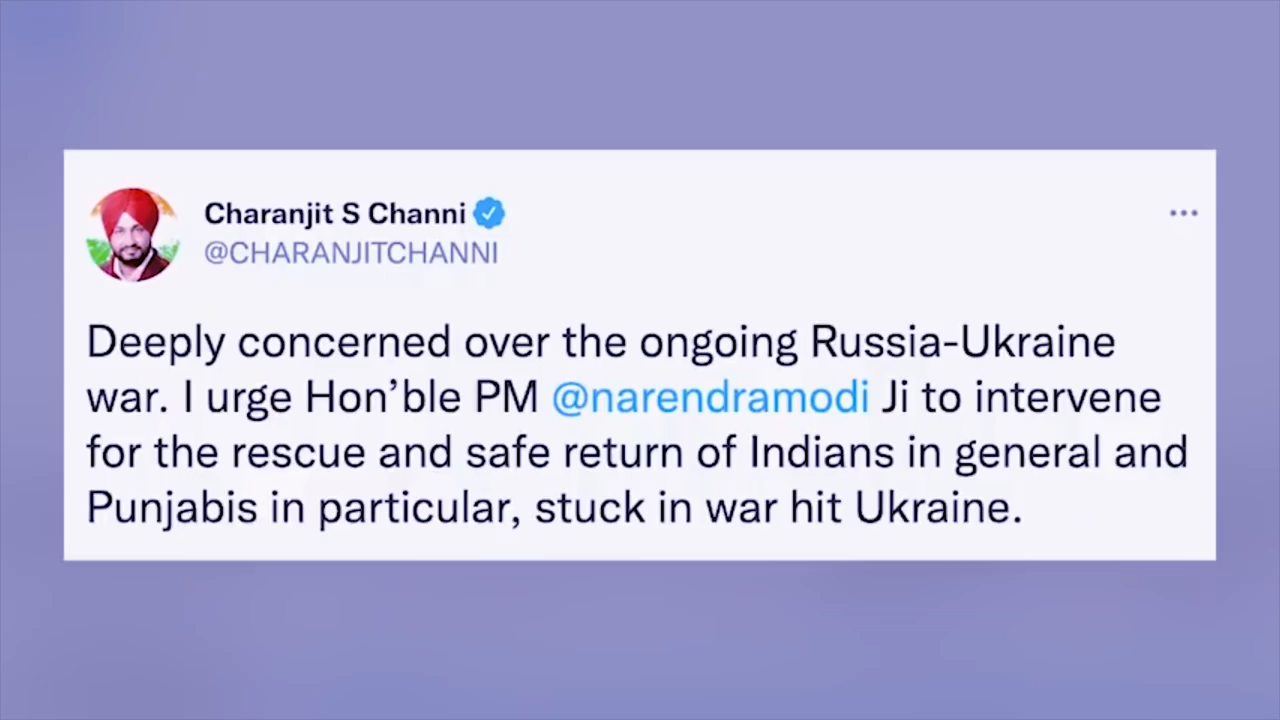 Charanjit S Channi
@CHARANJITCHANNI
Deeply concerned over the ongoing Russia-Ukraine
war. I urge Hon’ble PM @narendramodi Ji to intervene
for the rescue and safe return of Indians in general and
Punjabis in particular, stuck in war hit Ukraine.